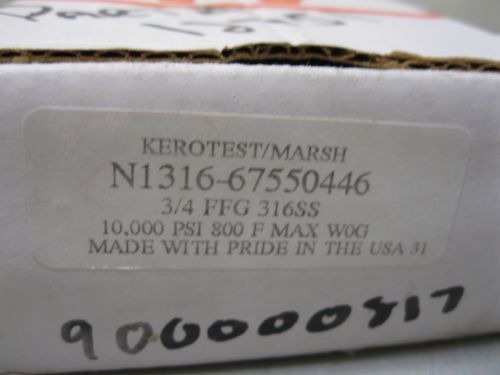 KEROTEST/MARSH
N1316-67550446
3/4 FFG 316SS
10,000 PSI 800 F MAX W0G
MADE WITH PRIDE IN THE USA 31
900000817